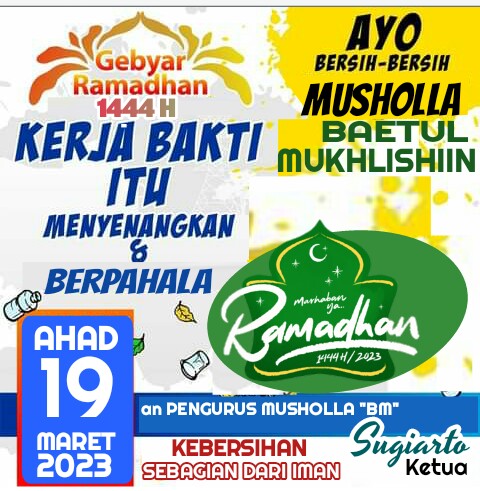 Gebyar
Ramadhan
1444 H
KERJA BAKTI
ITU
MENYENANGKAN
&
BERPAHALA
AYO
BERSIH-BERSIH
MUSHOLLA
BAETUL
MUKHLISHIIN
Marhaban
ya..
Ramadhan
1444 H / 2023
AHAD
19
MARET
2023
an PENGURUS MUSHOLLA "BM"
KEBERSIHAN
SEBAGIAN DARI IMAN
Sugiarto
Ketua